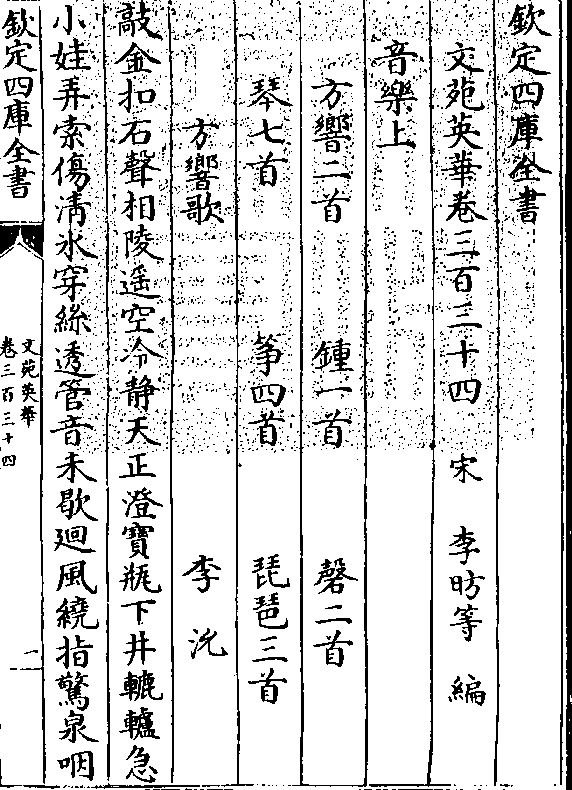 欽定四庫全書
文苑英華卷三百三十四 宋 李昉等 編
音樂上
方響二首 鍾一首 磬二首
琴七首 箏四首 琵琶三首
方響歌 李沇
敲金扣石聲相陵遥空冷静天正澄寶瓶下井轆轤急
小娃弄索傷清氷穿絲透管音未歇迴風繞指驚泉咽
欽定四庫全書
文苑英華
卷三百三十四
一